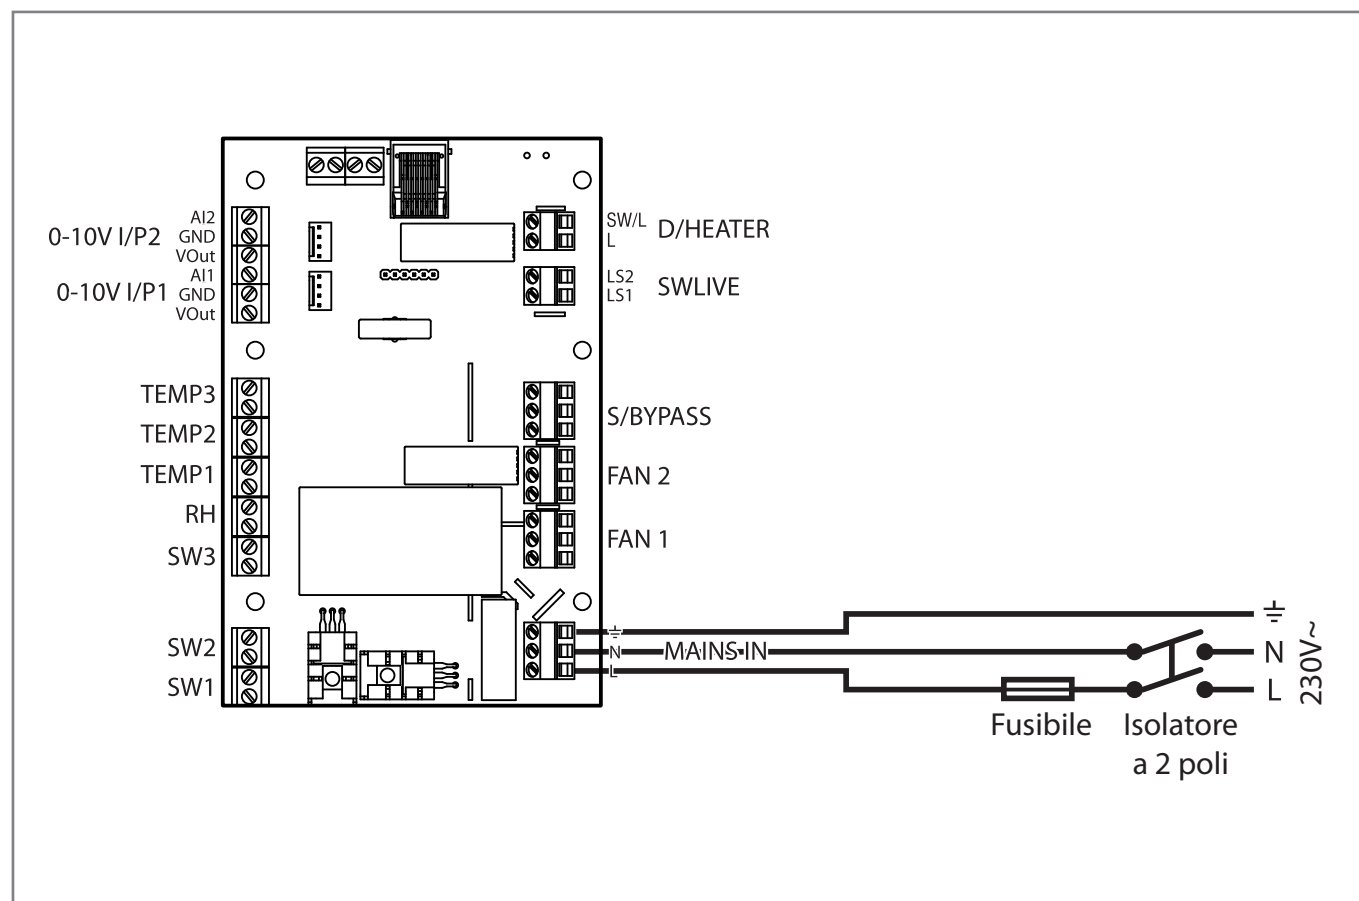 AI2
0-10V I/P2
GND
VOut
AI1
0-10V I/P1
GND
VOut
TEMP3
TEMP2
TEMP1
RH
SW3
SW2
SW1
SW/L
L
D/HEATER
LS2
LS1
SWLIVE
S/BYPASS
FAN 2
FAN 1
N
L
MAINS IN
N
L
230V~
Fusibile
Isolatore
a 2 poli